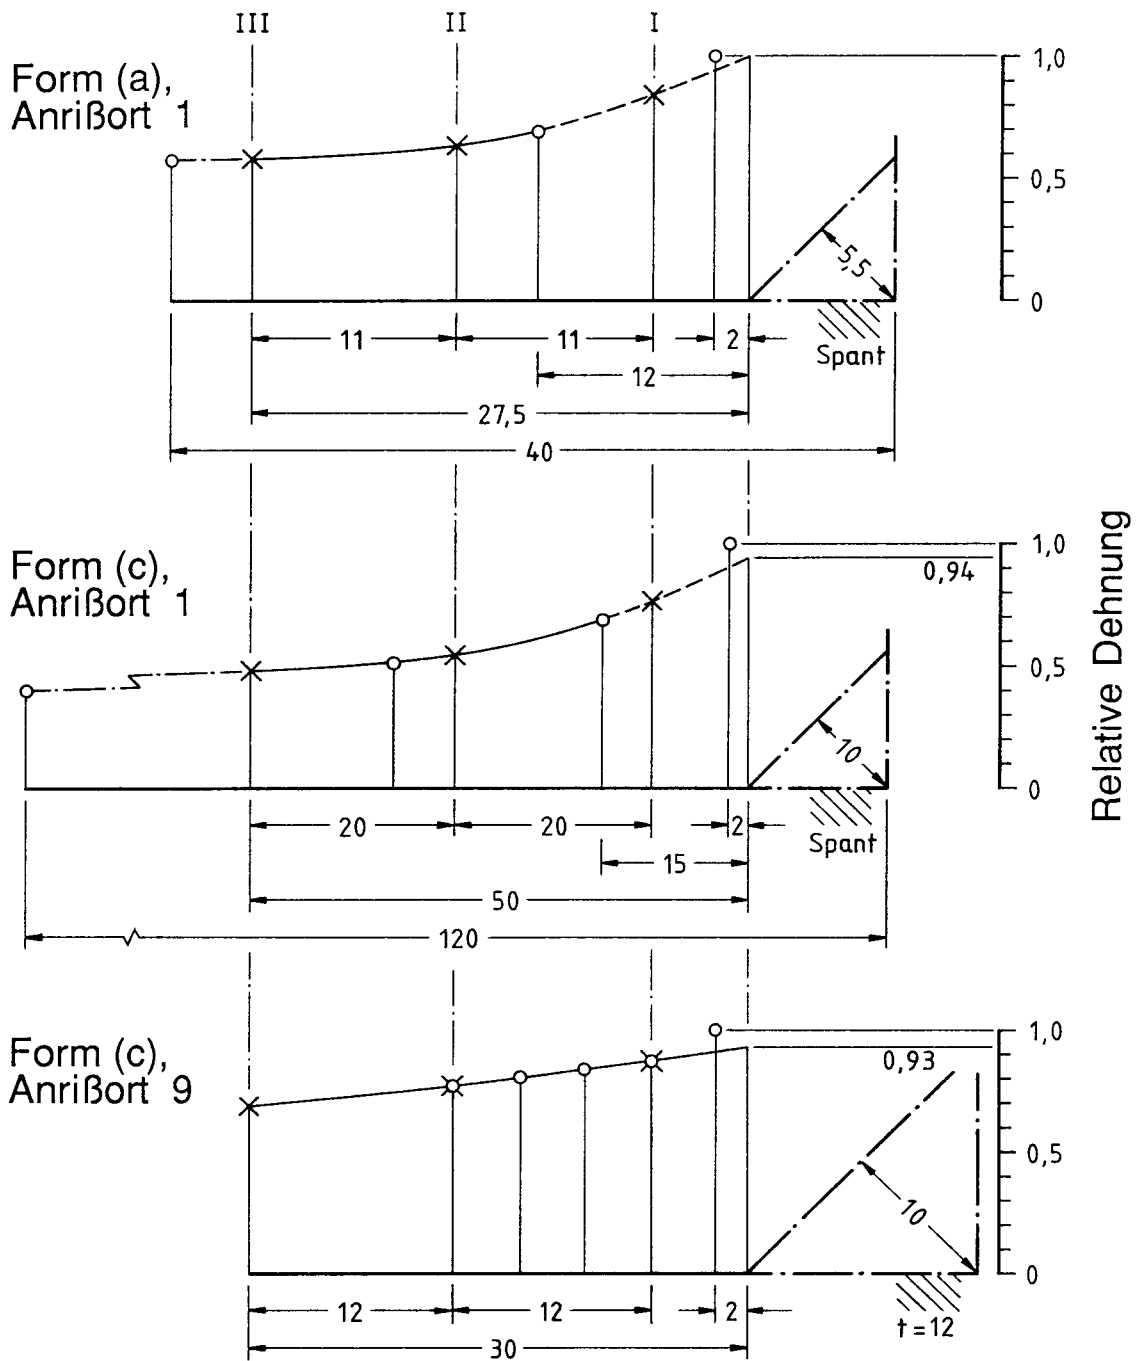 III II I
Form (a),
Anrißort 1
1,0
0,5
0
5,5
11 11 2
Spant
12
27,5
40
Form (c),
Anrißort 1
1,0
0,94
0,5
0
10
20 20 2
Spant
15
50
120
Relative Dehnung
Form (c),
Anrißort 9
1,0
0,93
0,5
0
10
12 12 2
t=12
30